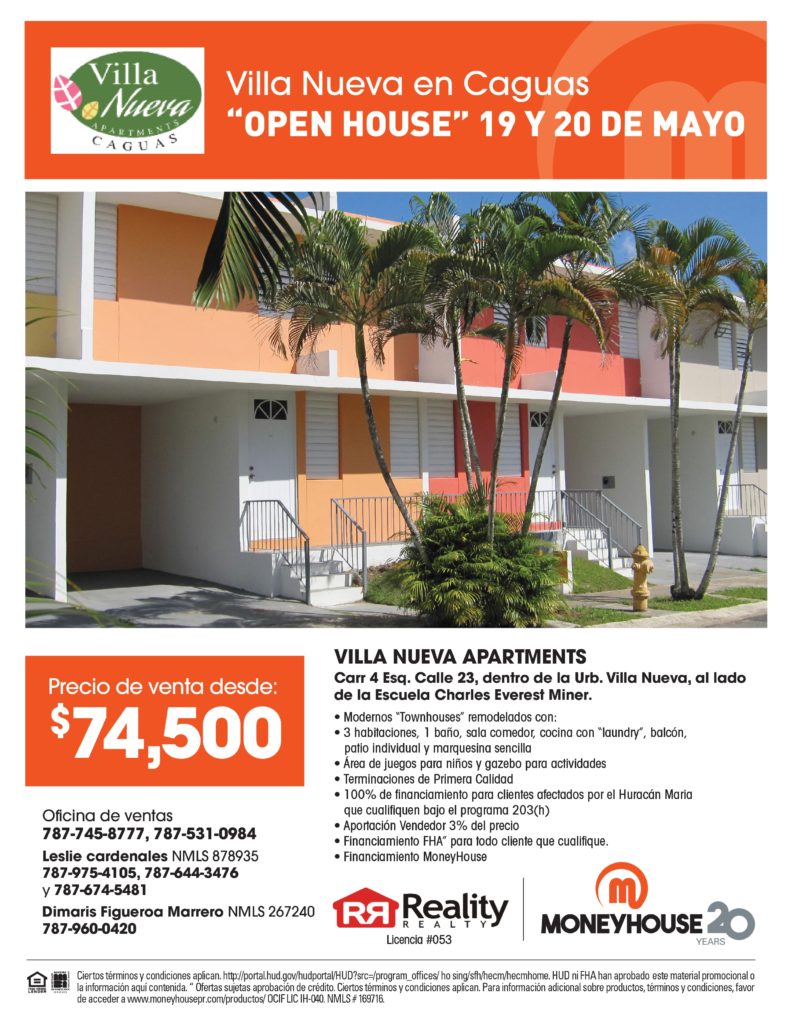 Villa
Nueva
APARTMENTS
CAGUAS
Villa Nueva en Caguas
“OPEN HOUSE” 19 Y 20 DE MAYO
Precio de venta desde:
$74,500
Oficina de ventas
787-745-8777, 787-531-0984
Leslie cardenales NMLS 878935
787-975-4105, 787-644-3476
y 787-674-5481
Dimaris Figueroa Marrero NMLS 267240
787-960-0420
VILLA NUEVA APARTMENTS
Carr 4 Esq. Calle 23, dentro de la Urb. Villa Nueva, al lado
de la Escuela Charles Everest Miner.
• Modernos “Townhouses” remodelados con:
• 3 habitaciones, 1 baño, sala comedor, cocina con “laundry”, balcón,
patio individual y marquesina sencilla
• Área de juegos para niños y gazebo para actividades
• Terminaciones de Primera Calidad
• 100% de financiamiento para clientes afectados por el Huracán Maria
que cualifiquen bajo el programa 203(h)
• Aportación Vendedor 3% del precio
• Financiamiento FHA” para todo cliente que cualifique.
• Financiamiento MoneyHouse
RR Reality
REALTY
Licencia #053
MONEYHOUSE 20
YEARS
Ciertos términos y condiciones aplican. http://portal.hud.gov/hudportal/HUD?src=/program_offices/ ho sing/sfh/hecm/hecmhome. HUD ni FHA han aprobado este material promocional o
la información aquí contenida. “ Ofertas sujetas aprobación de crédito. Ciertos términos y condiciones aplican. Para información adicional sobre productos, términos y condiciones, favor
de acceder a www.moneyhousepr.com/products/ OCIF LIC IH-040. NMLS # 169716.